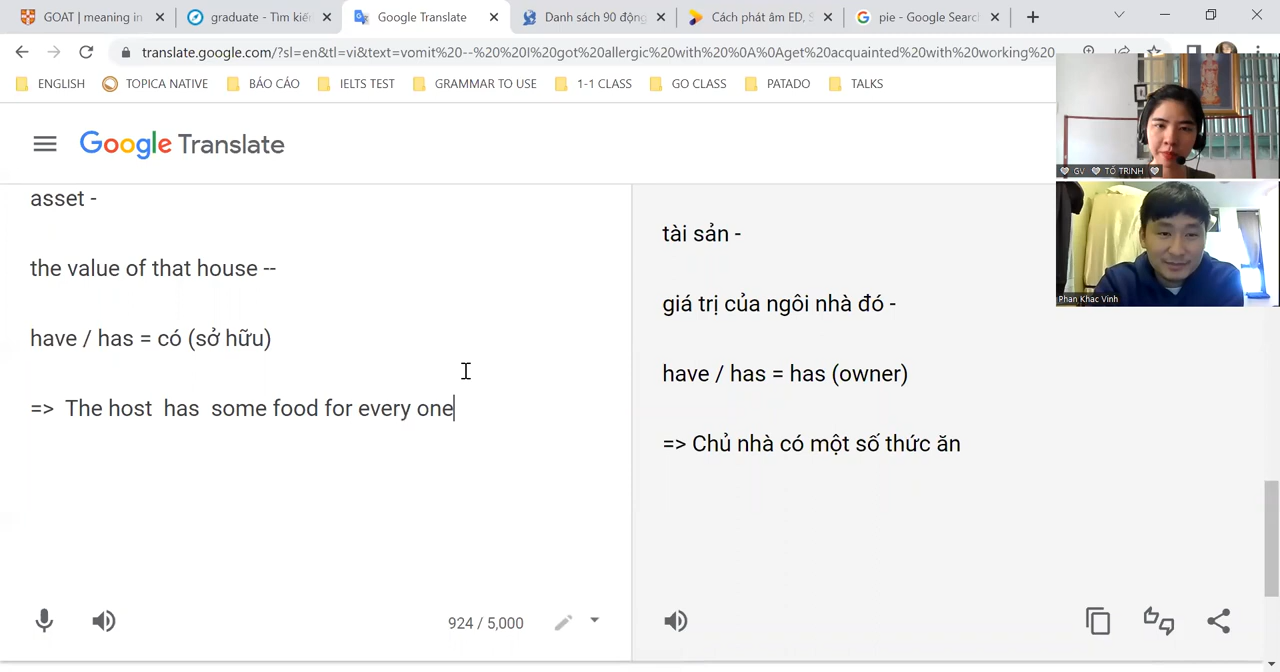 GOAT | meaning in
graduate - Tìm kiến
Google Translate
Danh sách 90 động
Cách phát âm ED, S
pie - Google Searc
translate.google.com/?sl=en&tl=vi&text=vomit%20--%20%20I%20got%20allergic%20with%20%0A%0Aget%20acquainted%20with%20working%20
ENGLISH
TOPICA NATIVE
BÁO CÁO
IELTS TEST
GRAMMAR TO USE
1-1 CLASS
GO CLASS
PATADO
TALKS
Google Translate
GV TỐ TRINH
Phan Khac Vinh
asset -
the value of that house --
have / has = có (sở hữu)
=> The host has some food for every one
tài sản -
giá trị của ngôi nhà đó -
have / has = has (owner)
=> Chủ nhà có một số thức ăn
924 / 5,000